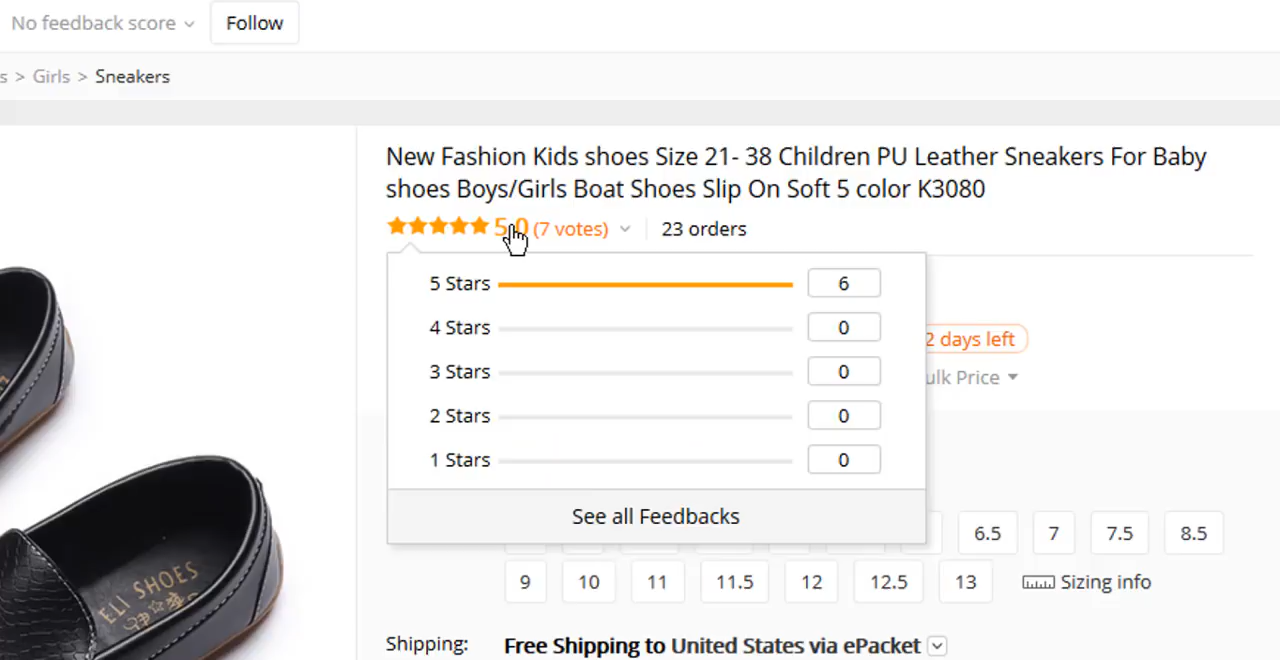 No feedback score
Follow
s > Girls > Sneakers
New Fashion Kids shoes Size 21- 38 Children PU Leather Sneakers For Baby
shoes Boys/Girls Boat Shoes Slip On Soft 5 color K3080
5.0 (7 votes) 23 orders
5 Stars 6
4 Stars 0
2 days left
3 Stars 0
ulk Price
2 Stars 0
1 Stars 0
See all Feedbacks
6.5 7 7.5 8.5
9 10 11 11.5 12 12.5 13 Sizing info
ELI SHOES
Shipping: Free Shipping to United States via ePacket